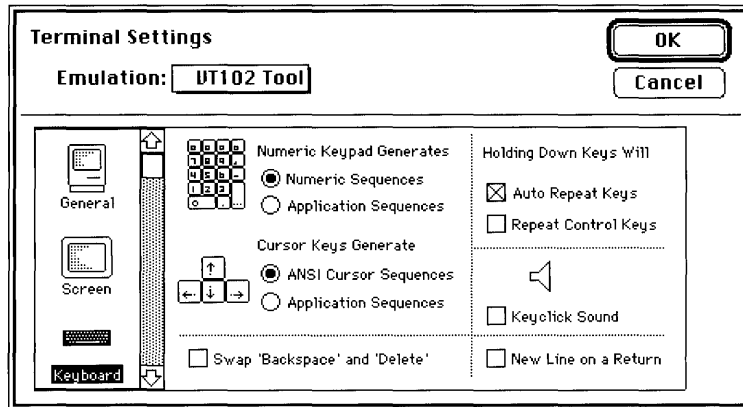 Terminal Settings
OK
Emulation: VT102 Tool
Cancel
General
Screen
Keyboard
Numeric Keypad Generates
Numeric Sequences
Application Sequences
Cursor Keys Generate
ANSI Cursor Sequences
Application Sequences
Swap 'Backspace' and 'Delete'
Holding Down Keys Will
Auto Repeat Keys
Repeat Control Keys
Keyclick Sound
New Line on a Return